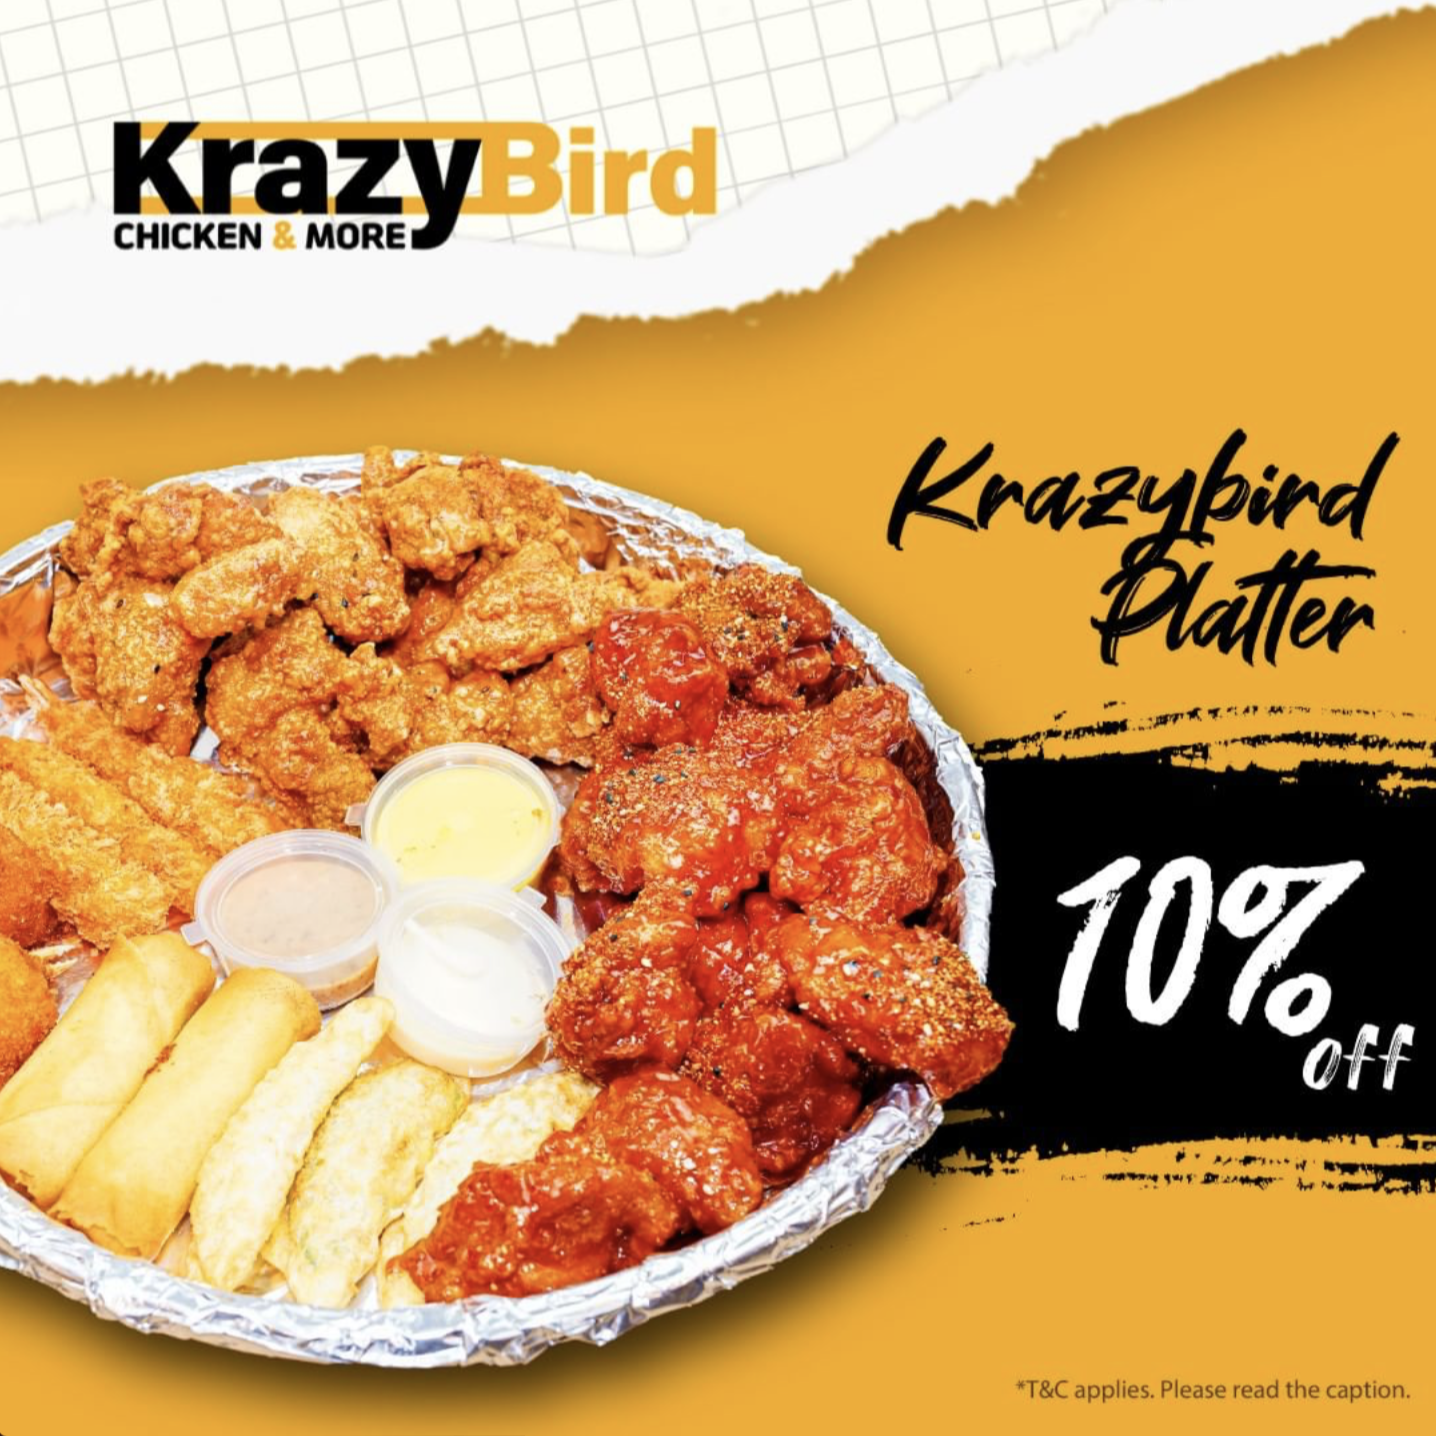 KrazyBird
CHICKEN & MORE
Krazybird
Platter
10%
off
*T&C applies. Please read the caption.